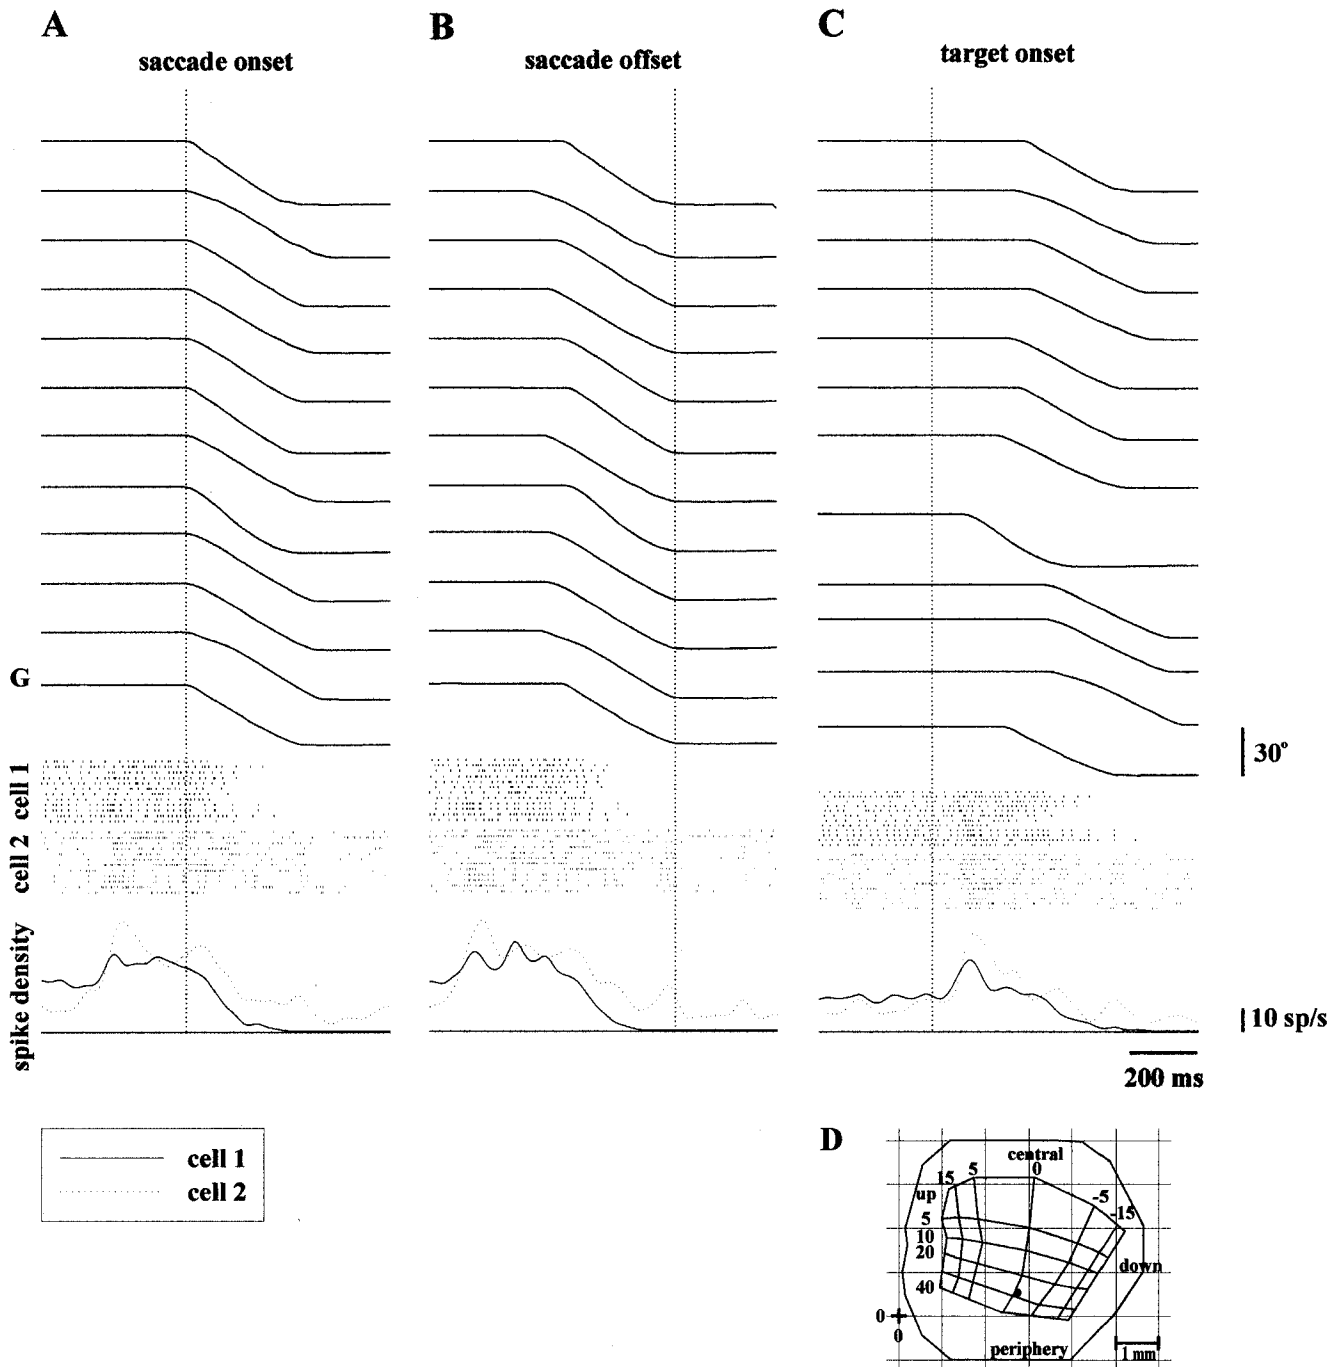 A
B
C
saccade onset
saccade offset
target onset
G
30°
cell 1
cell 2
spike density
10 sp/s
200 ms
cell 1
cell 2
D
central
15 5 0
up
-5
-15
5
10
20
down
40
0
0
periphery
1 mm